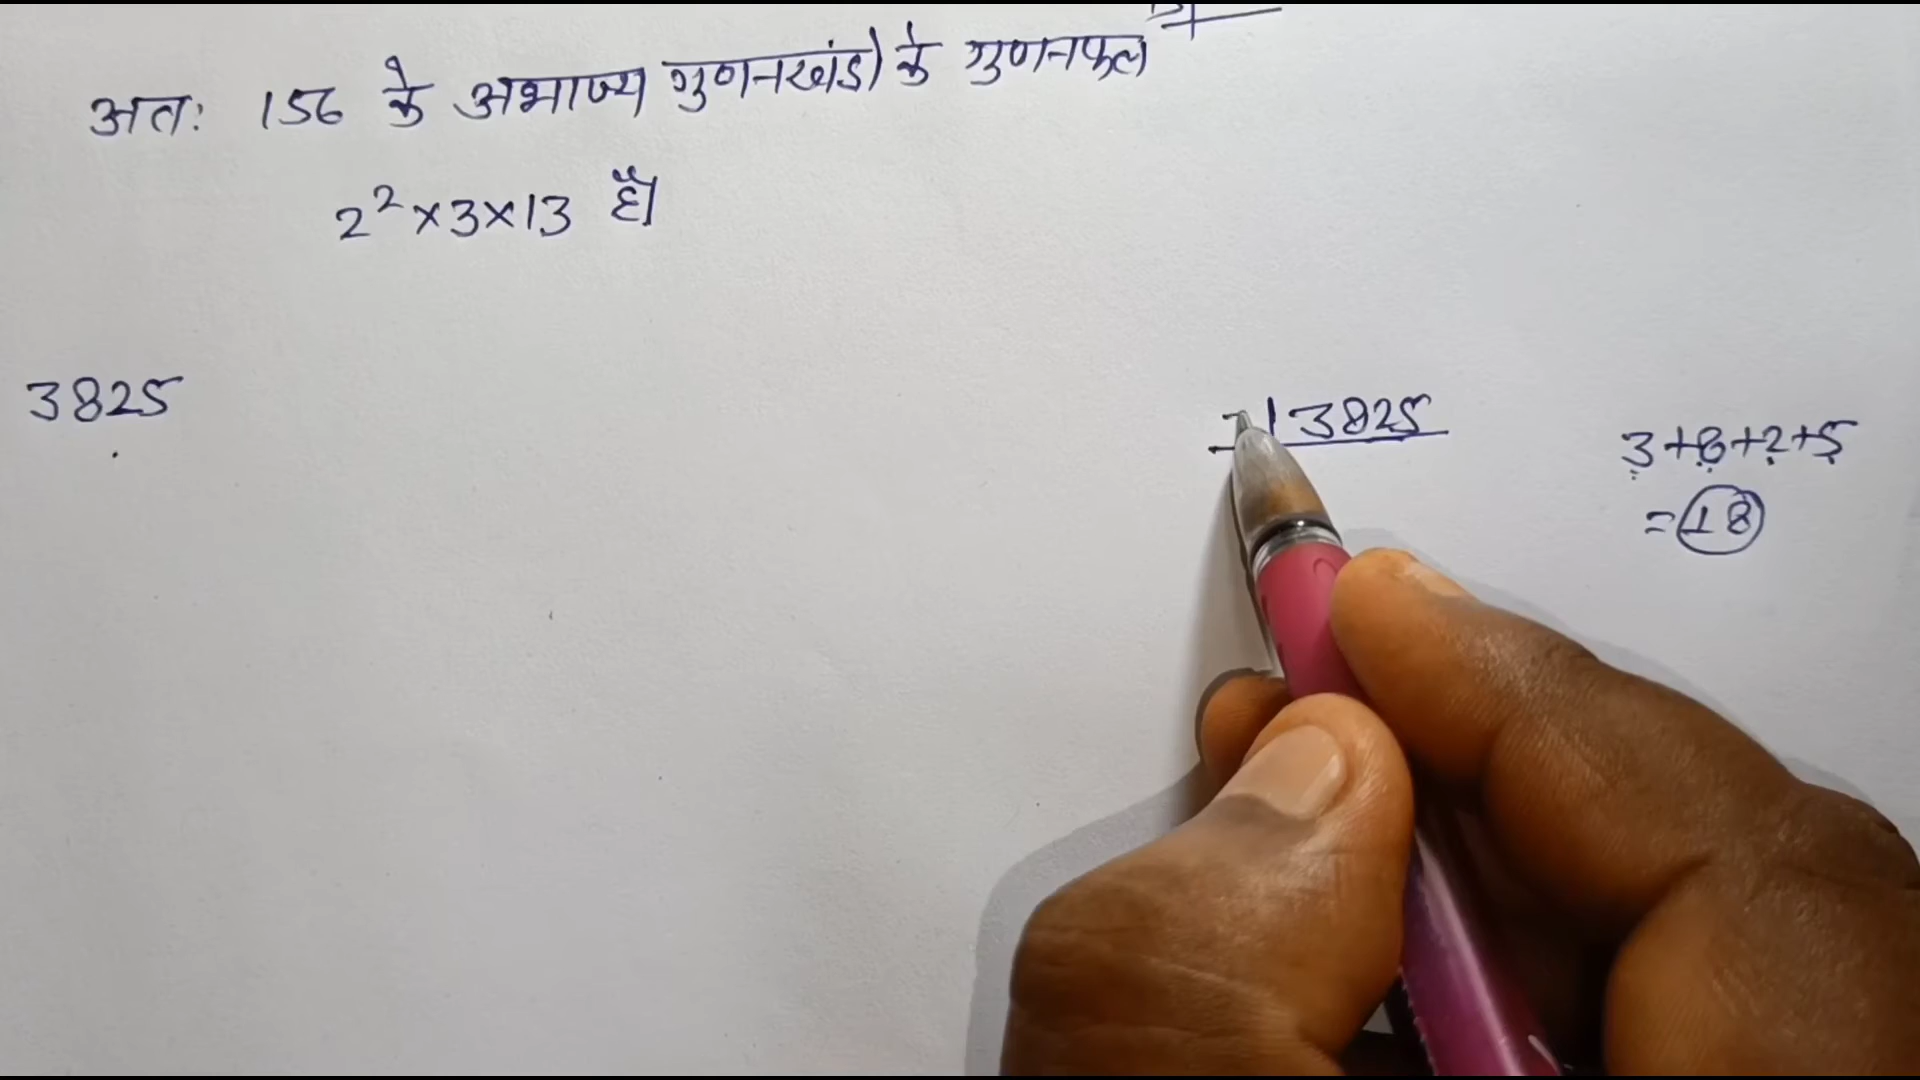 अतः 156 के अभाज्य गुणनखंडो के गुणनफल
2² × 3 × 13 है।
3825
3825
3+8+2+5
= 18